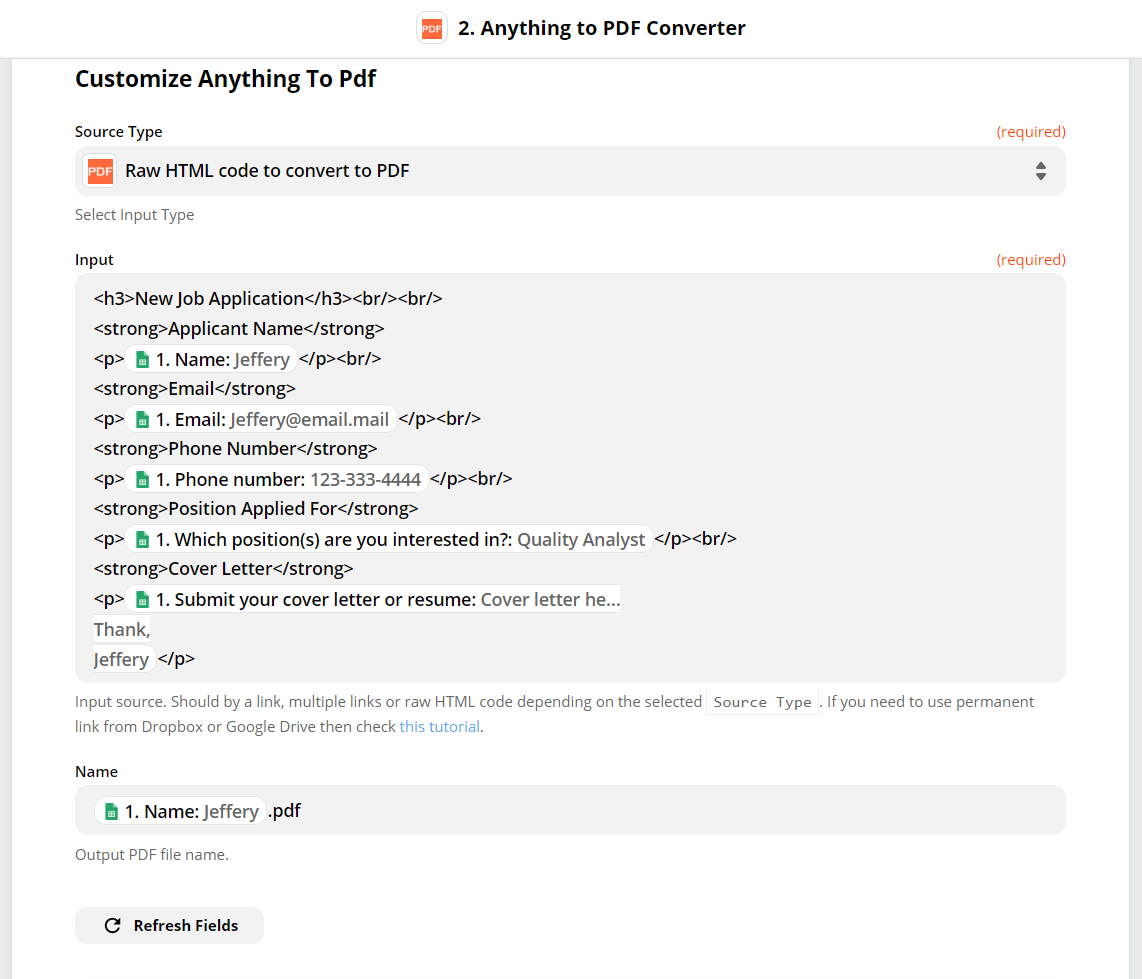 PDF 2. Anything to PDF Converter
Customize Anything To Pdf
Source Type (required)
PDF Raw HTML code to convert to PDF
Select Input Type
Input (required)
<h3>New Job Application</h3><br/><br/>
<strong>Applicant Name</strong>
<p> 1. Name: Jeffery </p><br/>
<strong>Email</strong>
<p> 1. Email: Jeffery@email.mail </p><br/>
<strong>Phone Number</strong>
<p> 1. Phone number: 123-333-4444 </p><br/>
<strong>Position Applied For</strong>
<p> 1. Which position(s) are you interested in?: Quality Analyst </p><br/>
<strong>Cover Letter</strong>
<p> 1. Submit your cover letter or resume: Cover letter he...
Thank,
Jeffery </p>
Input source. Should by a link, multiple links or raw HTML code depending on the selected Source Type. If you need to use permanent
link from Dropbox or Google Drive then check this tutorial.
Name
1. Name: Jeffery .pdf
Output PDF file name.
Refresh Fields